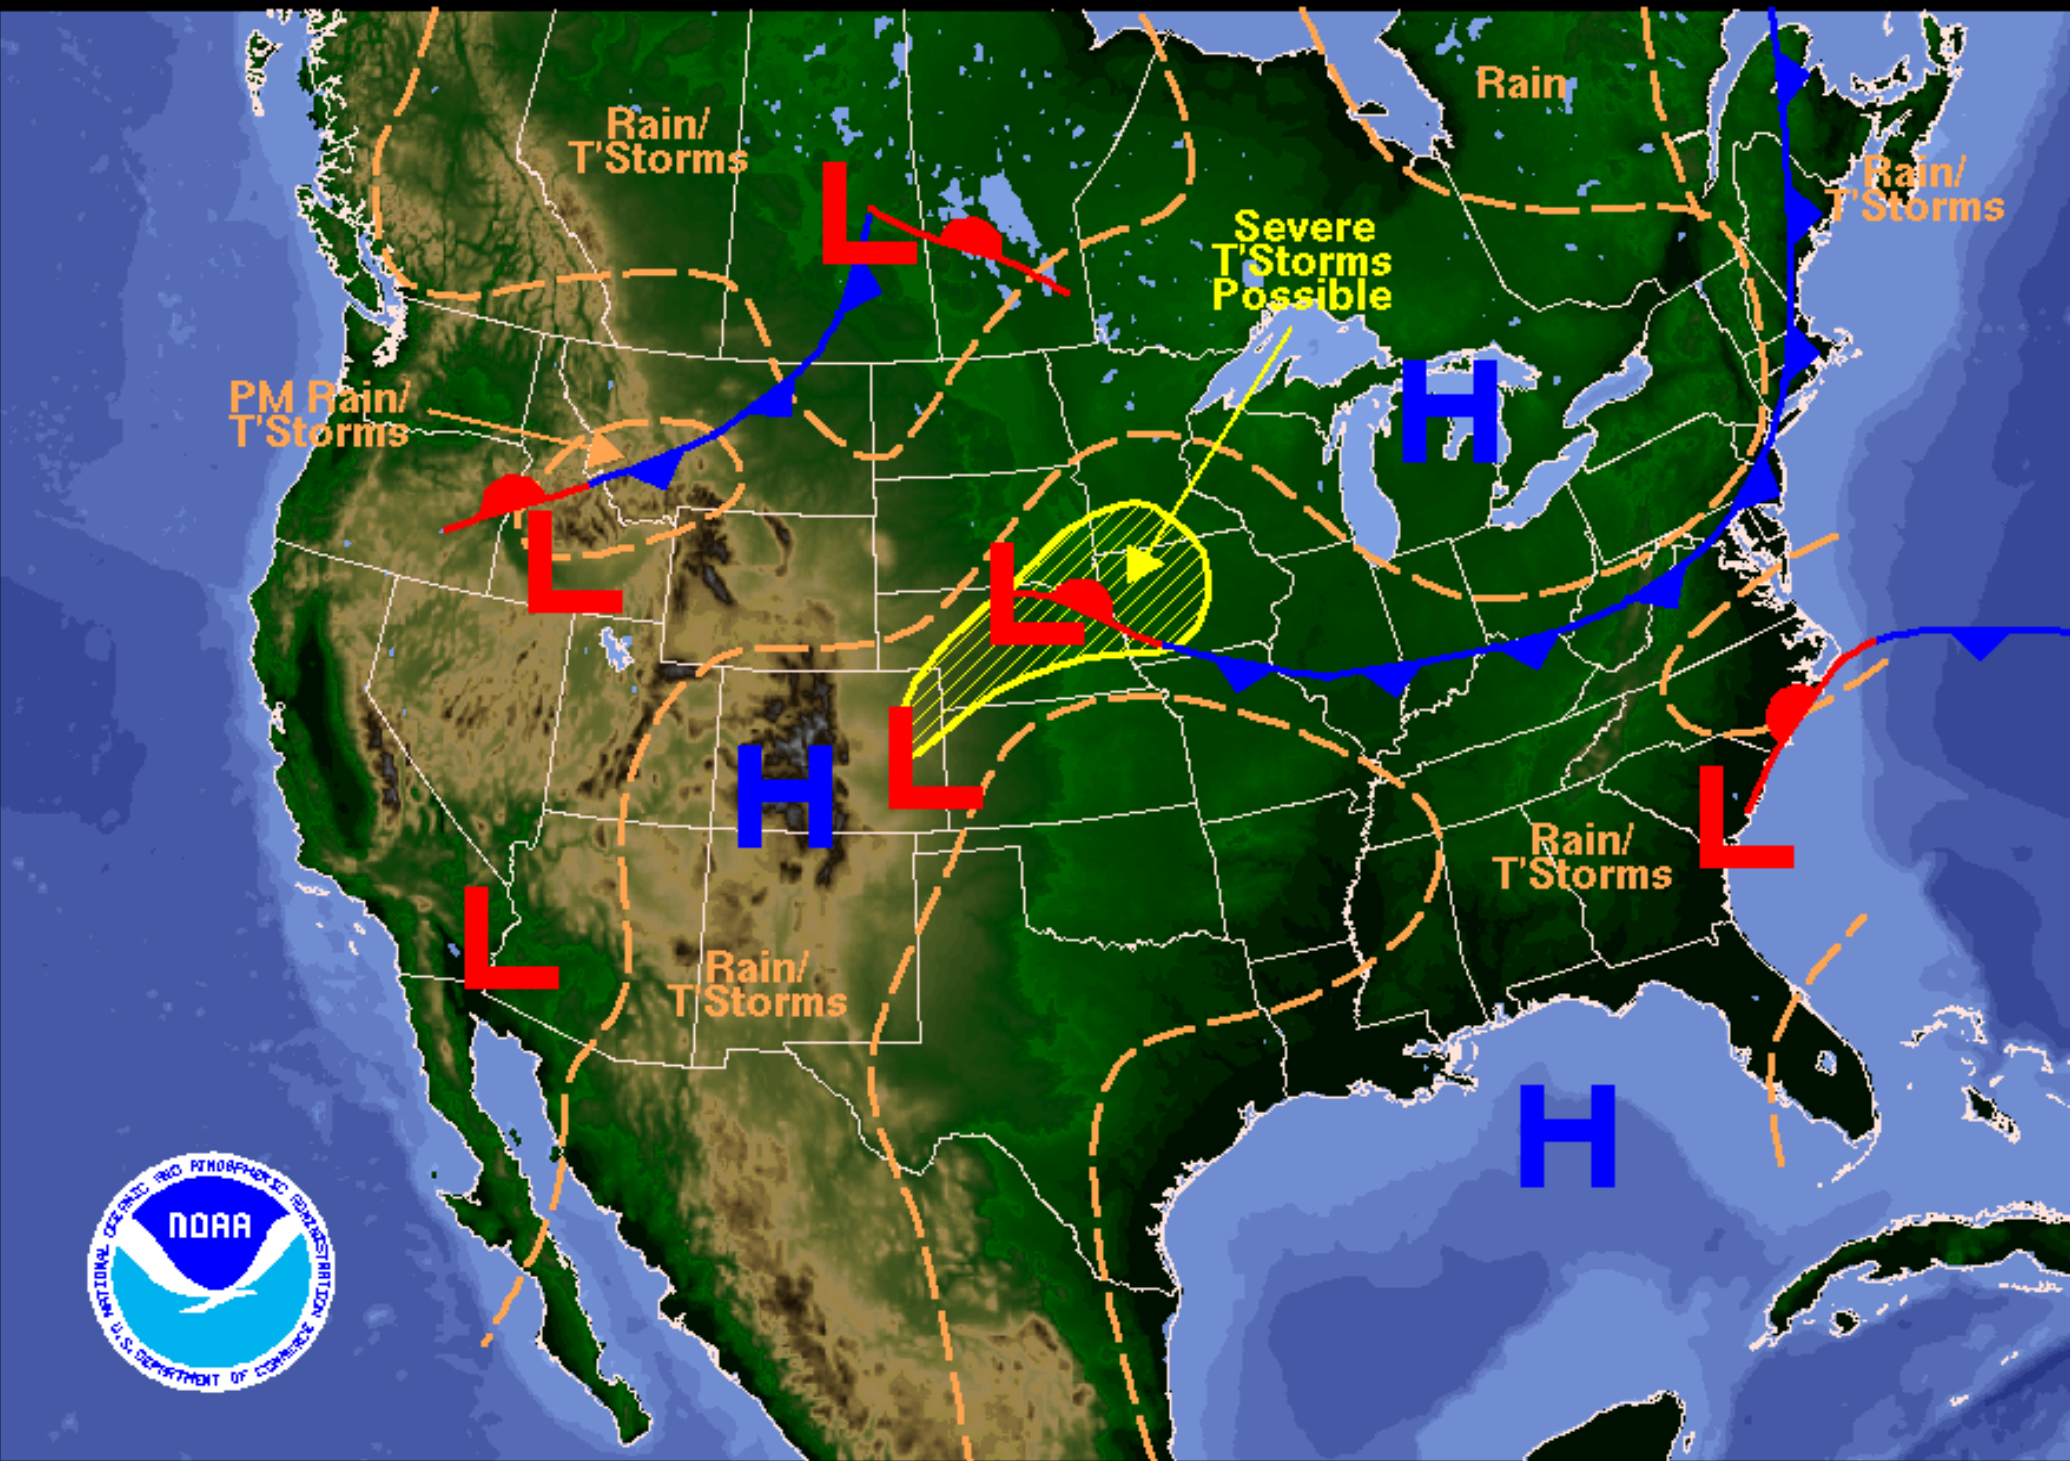 Rain
Rain/
T'Storms
Rain/
T'Storms
Severe
T'Storms
Possible
L
PM Rain/
T'Storms
H
L
L
L
H
L
Rain/
T'Storms
L
Rain/
T'Storms
H
NATIONAL OCEANIC AND ATMOSPHERIC ADMINISTRATION
NOAA
U.S. DEPARTMENT OF COMMERCE